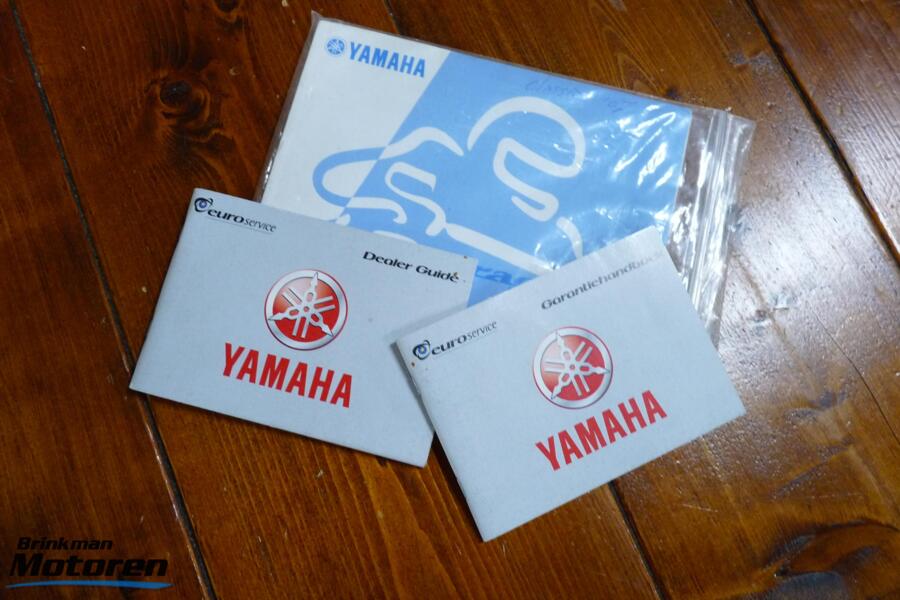 YAMAHA
euro service
Dealer Guide
YAMAHA
euro service
Garantiehandboek
YAMAHA
Brinkman
Motoren